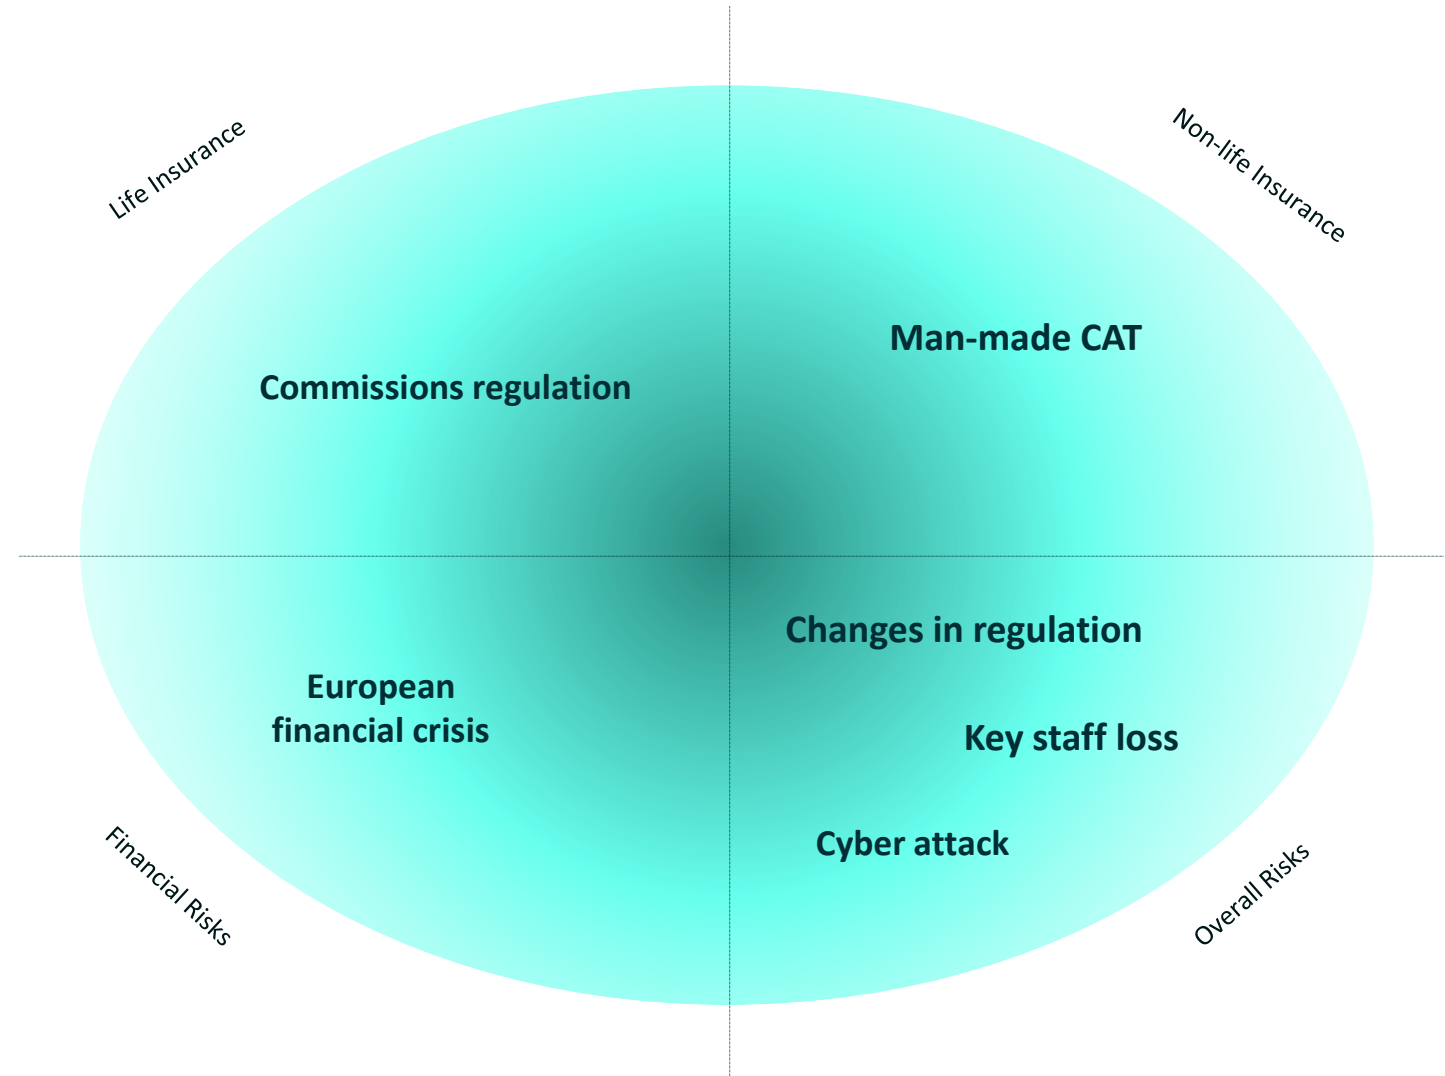 Life Insurance
Non-life Insurance
Man-made CAT
Commissions regulation
Changes in regulation
European
financial crisis
Key staff loss
Cyber attack
Financial Risks
Overall Risks